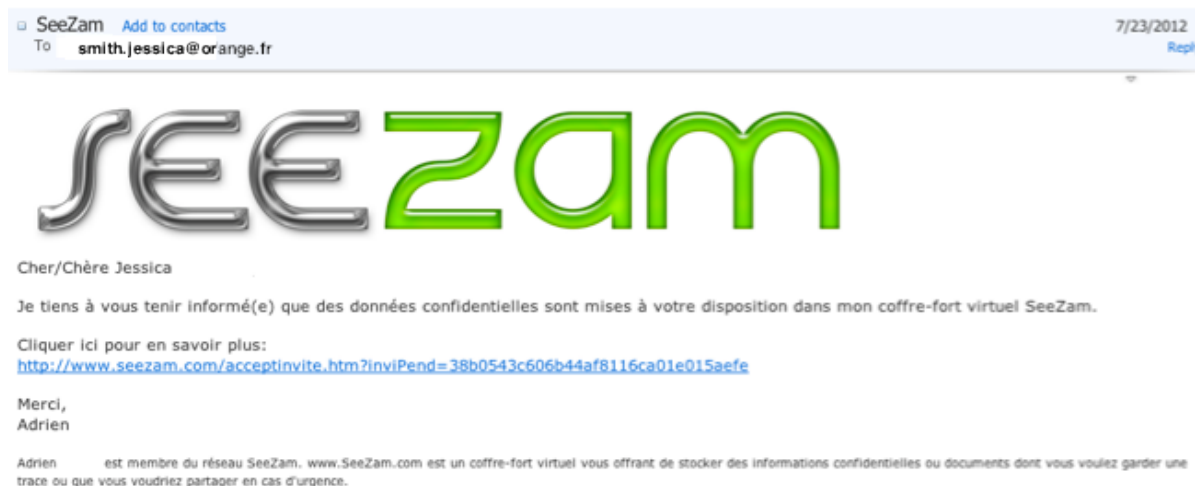 SeeZam Add to contacts 7/23/2012
To smith.jessica@orange.fr
SEEZAM
Cher/Chère Jessica
Je tiens à vous tenir informé(e) que des données confidentielles sont mises à votre disposition dans mon coffre-fort virtuel SeeZam.
Cliquer ici pour en savoir plus:
http://www.seezam.com/acceptinvite.htm?inviPend=38b0543c606b44af8116ca01e015aefe
Merci,
Adrien
Adrien est membre du réseau SeeZam. www.SeeZam.com est un coffre-fort virtuel vous offrant de stocker des informations confidentielles ou documents dont vous voulez garder une
trace ou que vous voudriez partager en cas d'urgence.